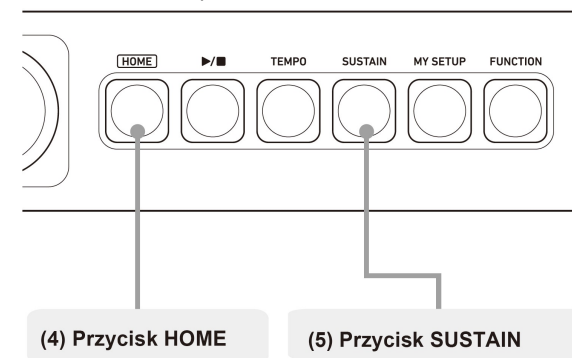 HOME ▶/■ TEMPO SUSTAIN MY SETUP FUNCTION
(4) Przycisk HOME
(5) Przycisk SUSTAIN